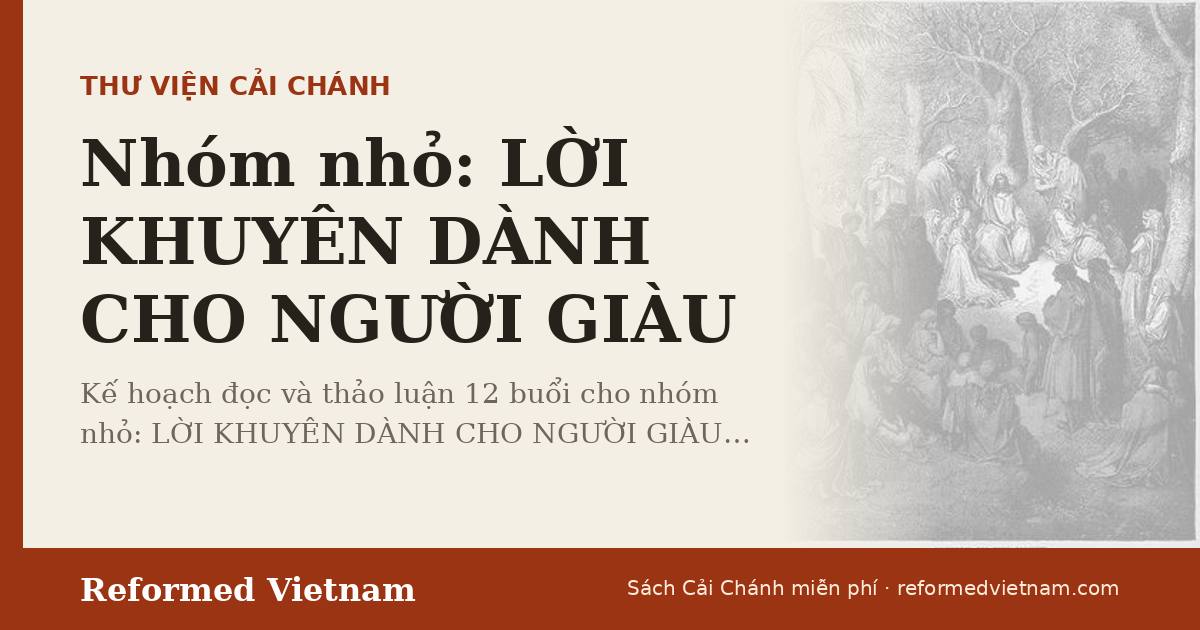 THƯ VIỆN CẢI CHÁNH
Nhóm nhỏ: LỜI
KHUYÊN DÀNH
CHO NGƯỜI GIÀU
Kế hoạch đọc và thảo luận 12 buổi cho nhóm
nhỏ: LỜI KHUYÊN DÀNH CHO NGƯỜI GIÀU…
Reformed Vietnam
Sách Cải Chánh miễn phí · reformedvietnam.com